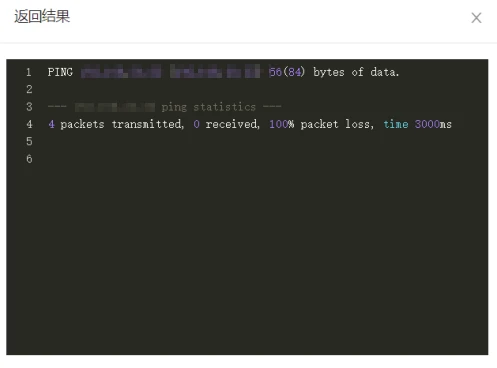 返回结果
1 PING 56(84) bytes of data.
2
3 --- ping statistics ---
4 4 packets transmitted, 0 received, 100% packet loss, time 3000ms
5
6